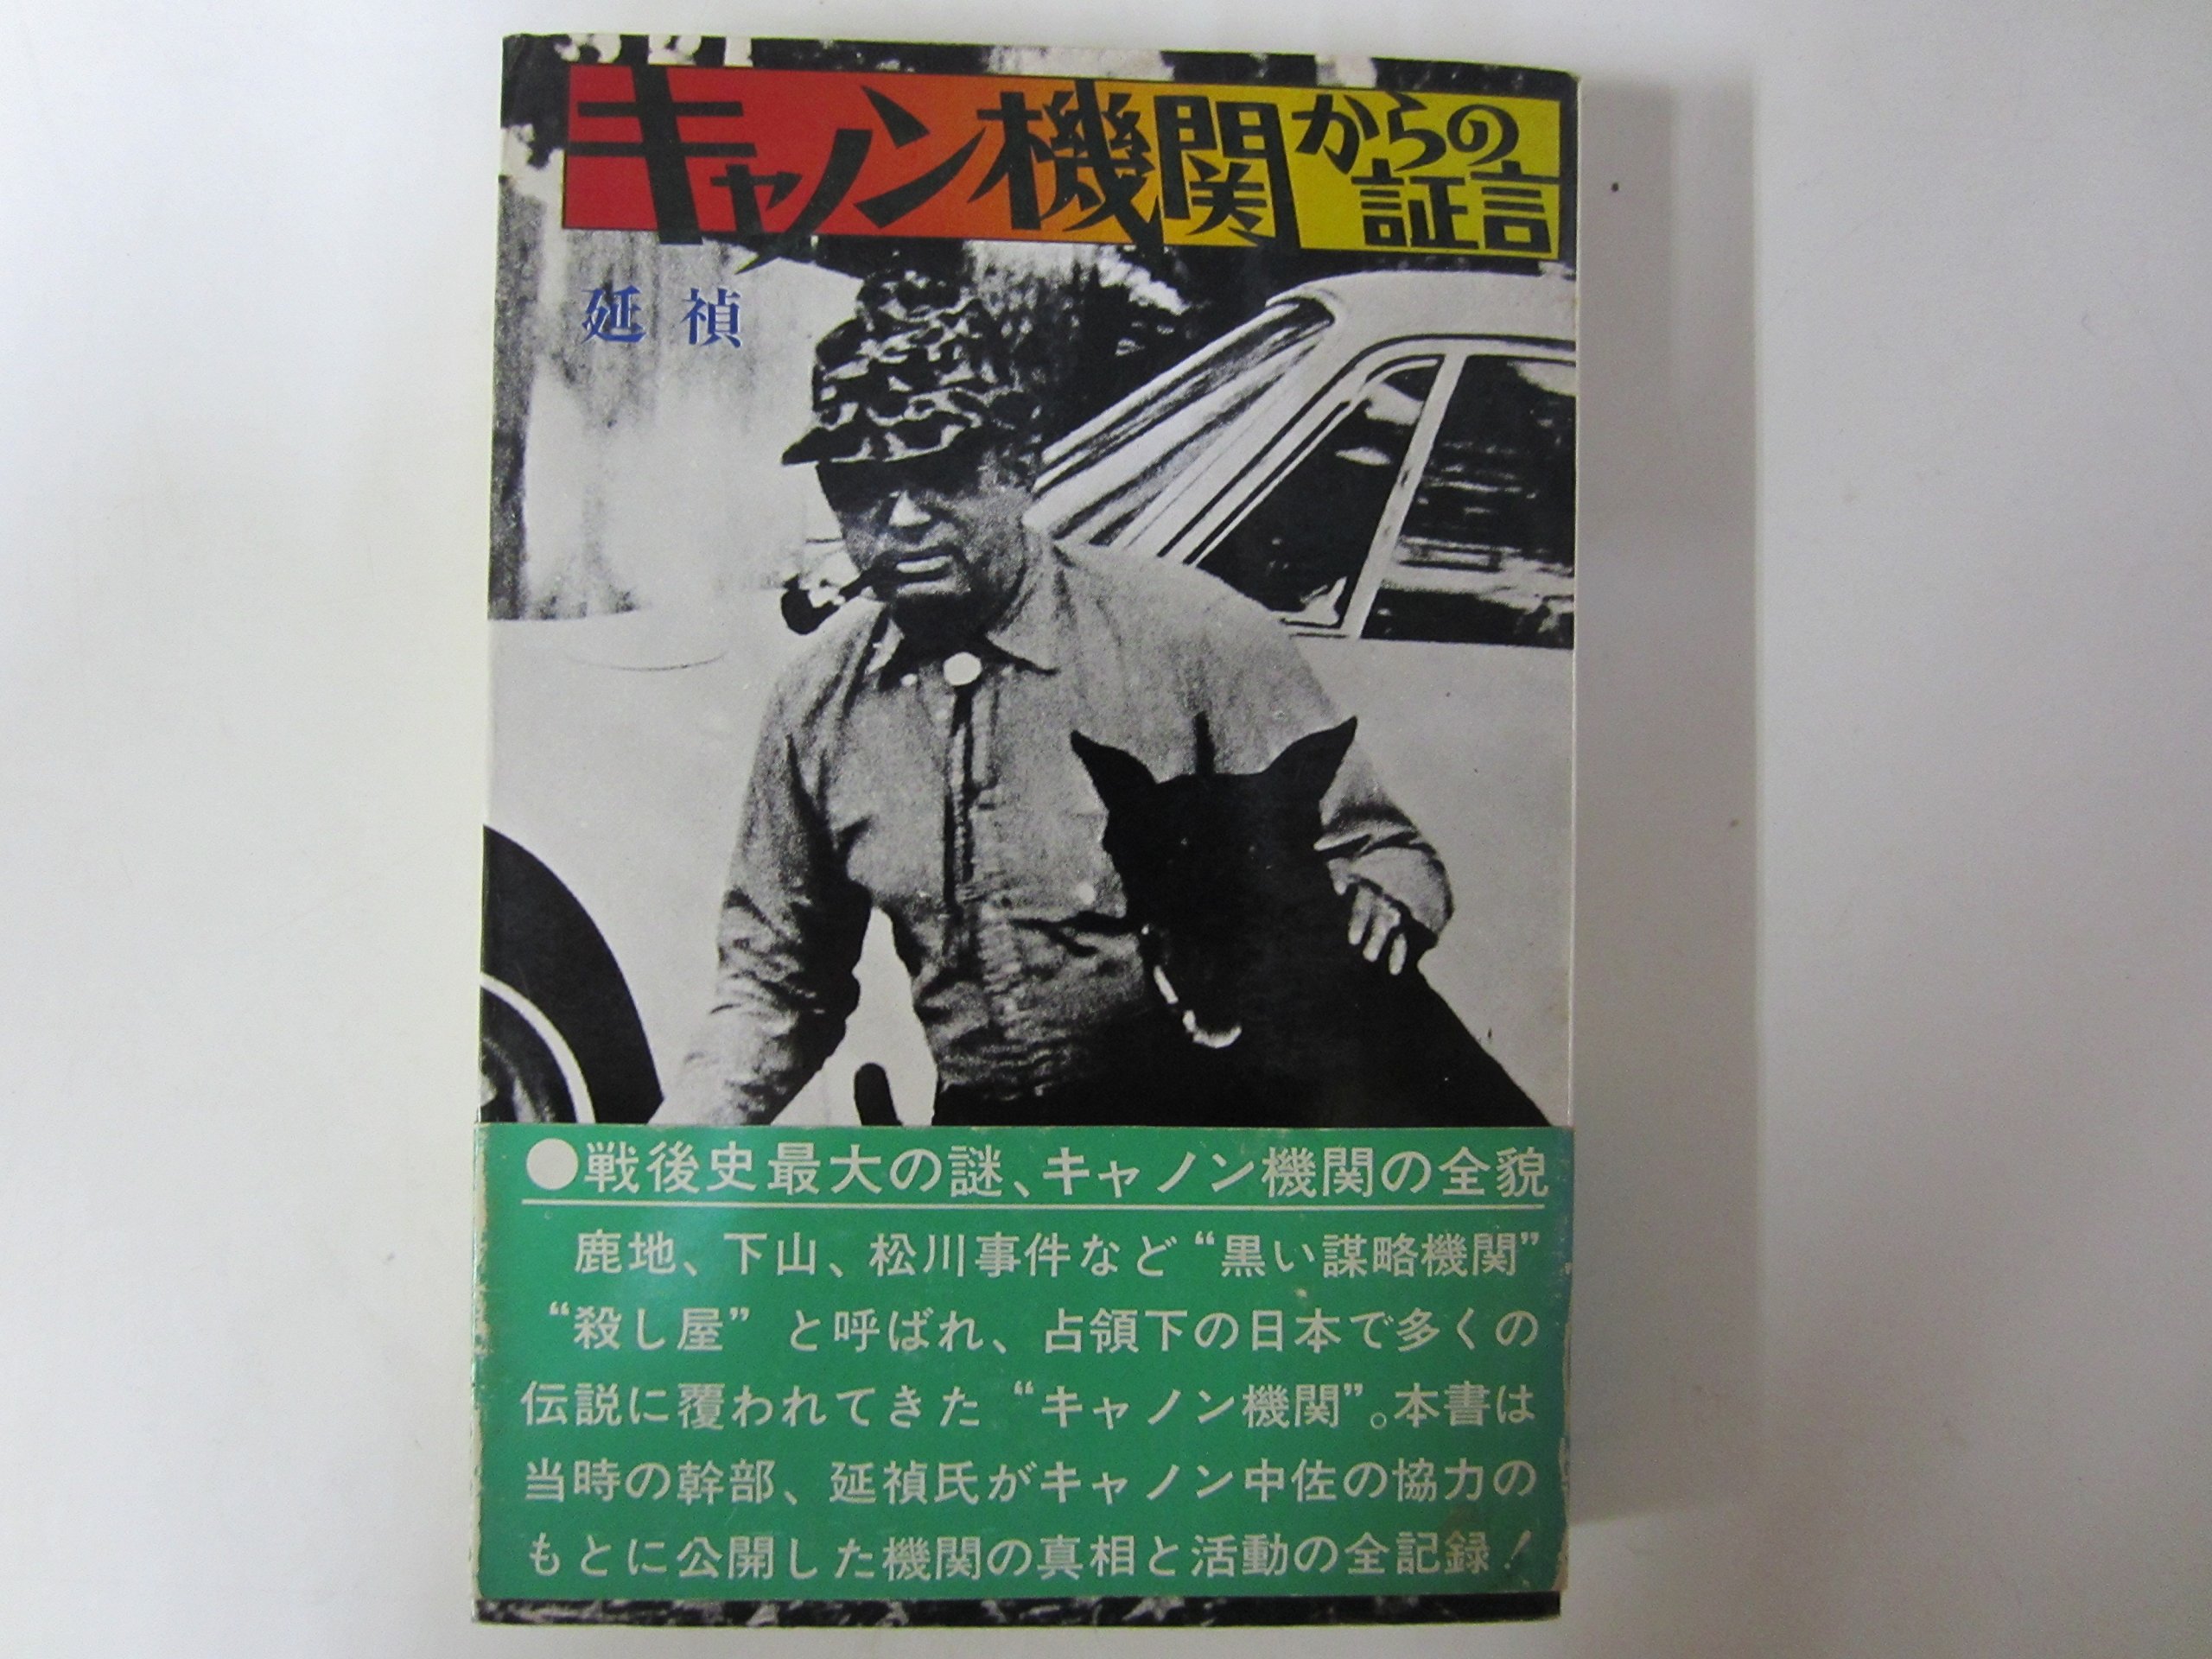 キャノン機関からの
証言
延禎
●戦後史最大の謎、キャノン機関の全貌
鹿地、下山、松川事件など“黒い謀略機関”
“殺し屋”と呼ばれ、占領下の日本で多くの
伝説に覆われてきた“キャノン機関”。本書は
当時の幹部、延禎氏がキャノン中佐の協力の
もとに公開した機関の真相と活動の全記録！